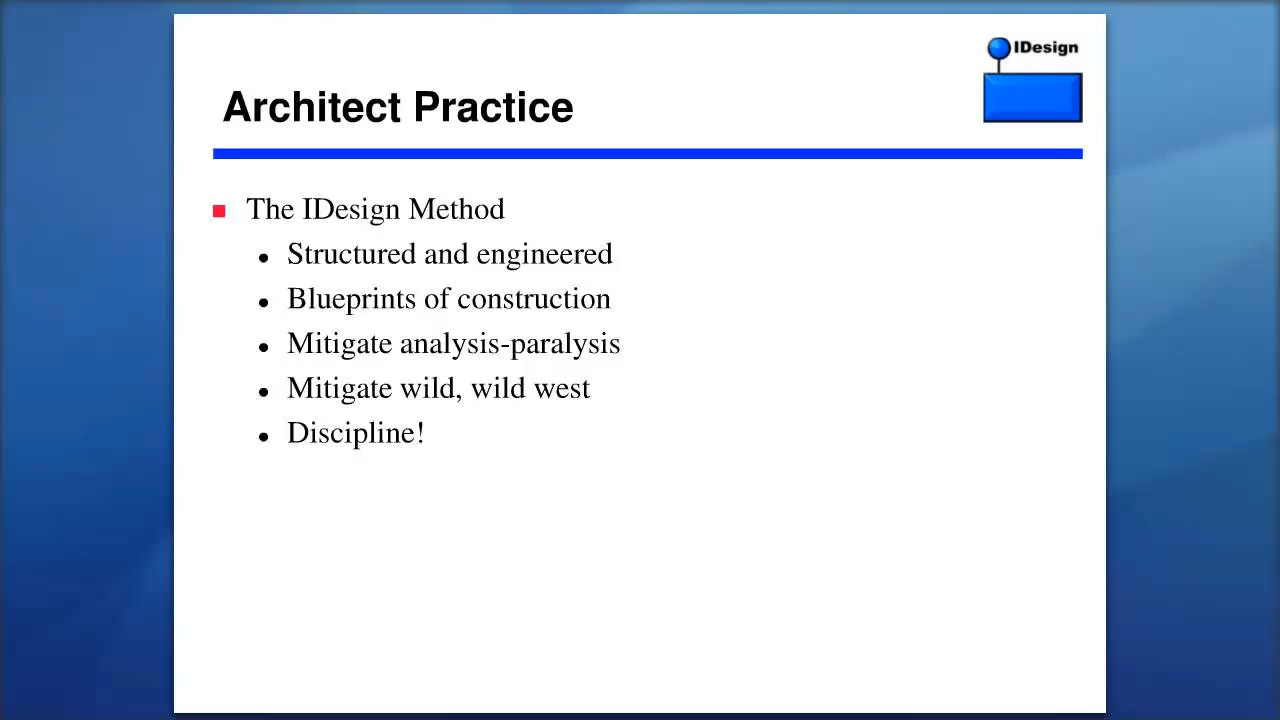 IDesign
Architect Practice
The IDesign Method
Structured and engineered
Blueprints of construction
Mitigate analysis-paralysis
Mitigate wild, wild west
Discipline!